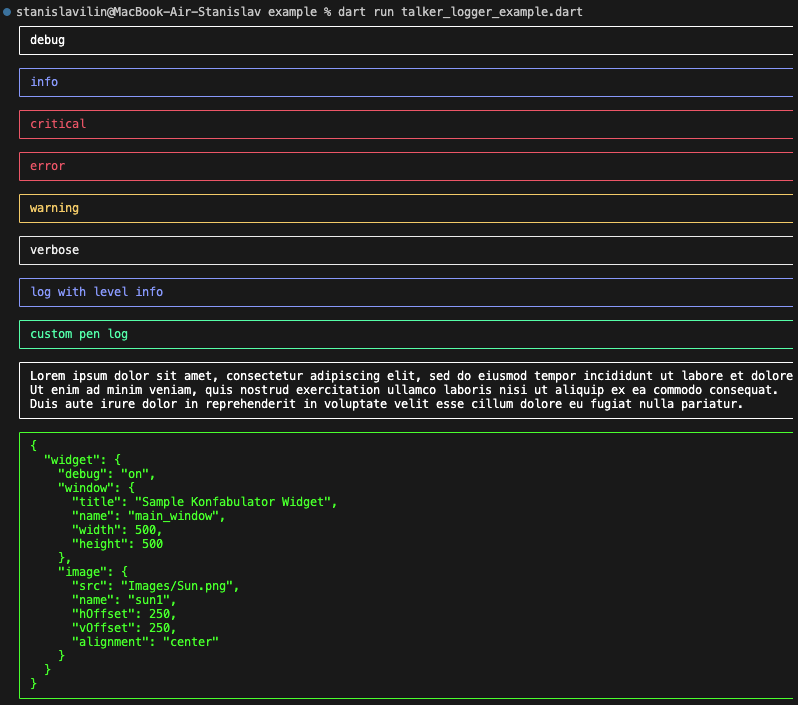 stanislavilin@MacBook-Air-Stanislav example % dart run talker_logger_example.dart
debug
info
critical
error
warning
verbose
log with level info
custom pen log
Lorem ipsum dolor sit amet, consectetur adipiscing elit, sed do eiusmod tempor incididunt ut labore et dolore
Ut enim ad minim veniam, quis nostrud exercitation ullamco laboris nisi ut aliquip ex ea commodo consequat.
Duis aute irure dolor in reprehenderit in voluptate velit esse cillum dolore eu fugiat nulla pariatur.
{
  "widget": {
    "debug": "on",
    "window": {
      "title": "Sample Konfabulator Widget",
      "name": "main_window",
      "width": 500,
      "height": 500
    },
    "image": {
      "src": "Images/Sun.png",
      "name": "sun1",
      "hOffset": 250,
      "vOffset": 250,
      "alignment": "center"
    }
  }
}